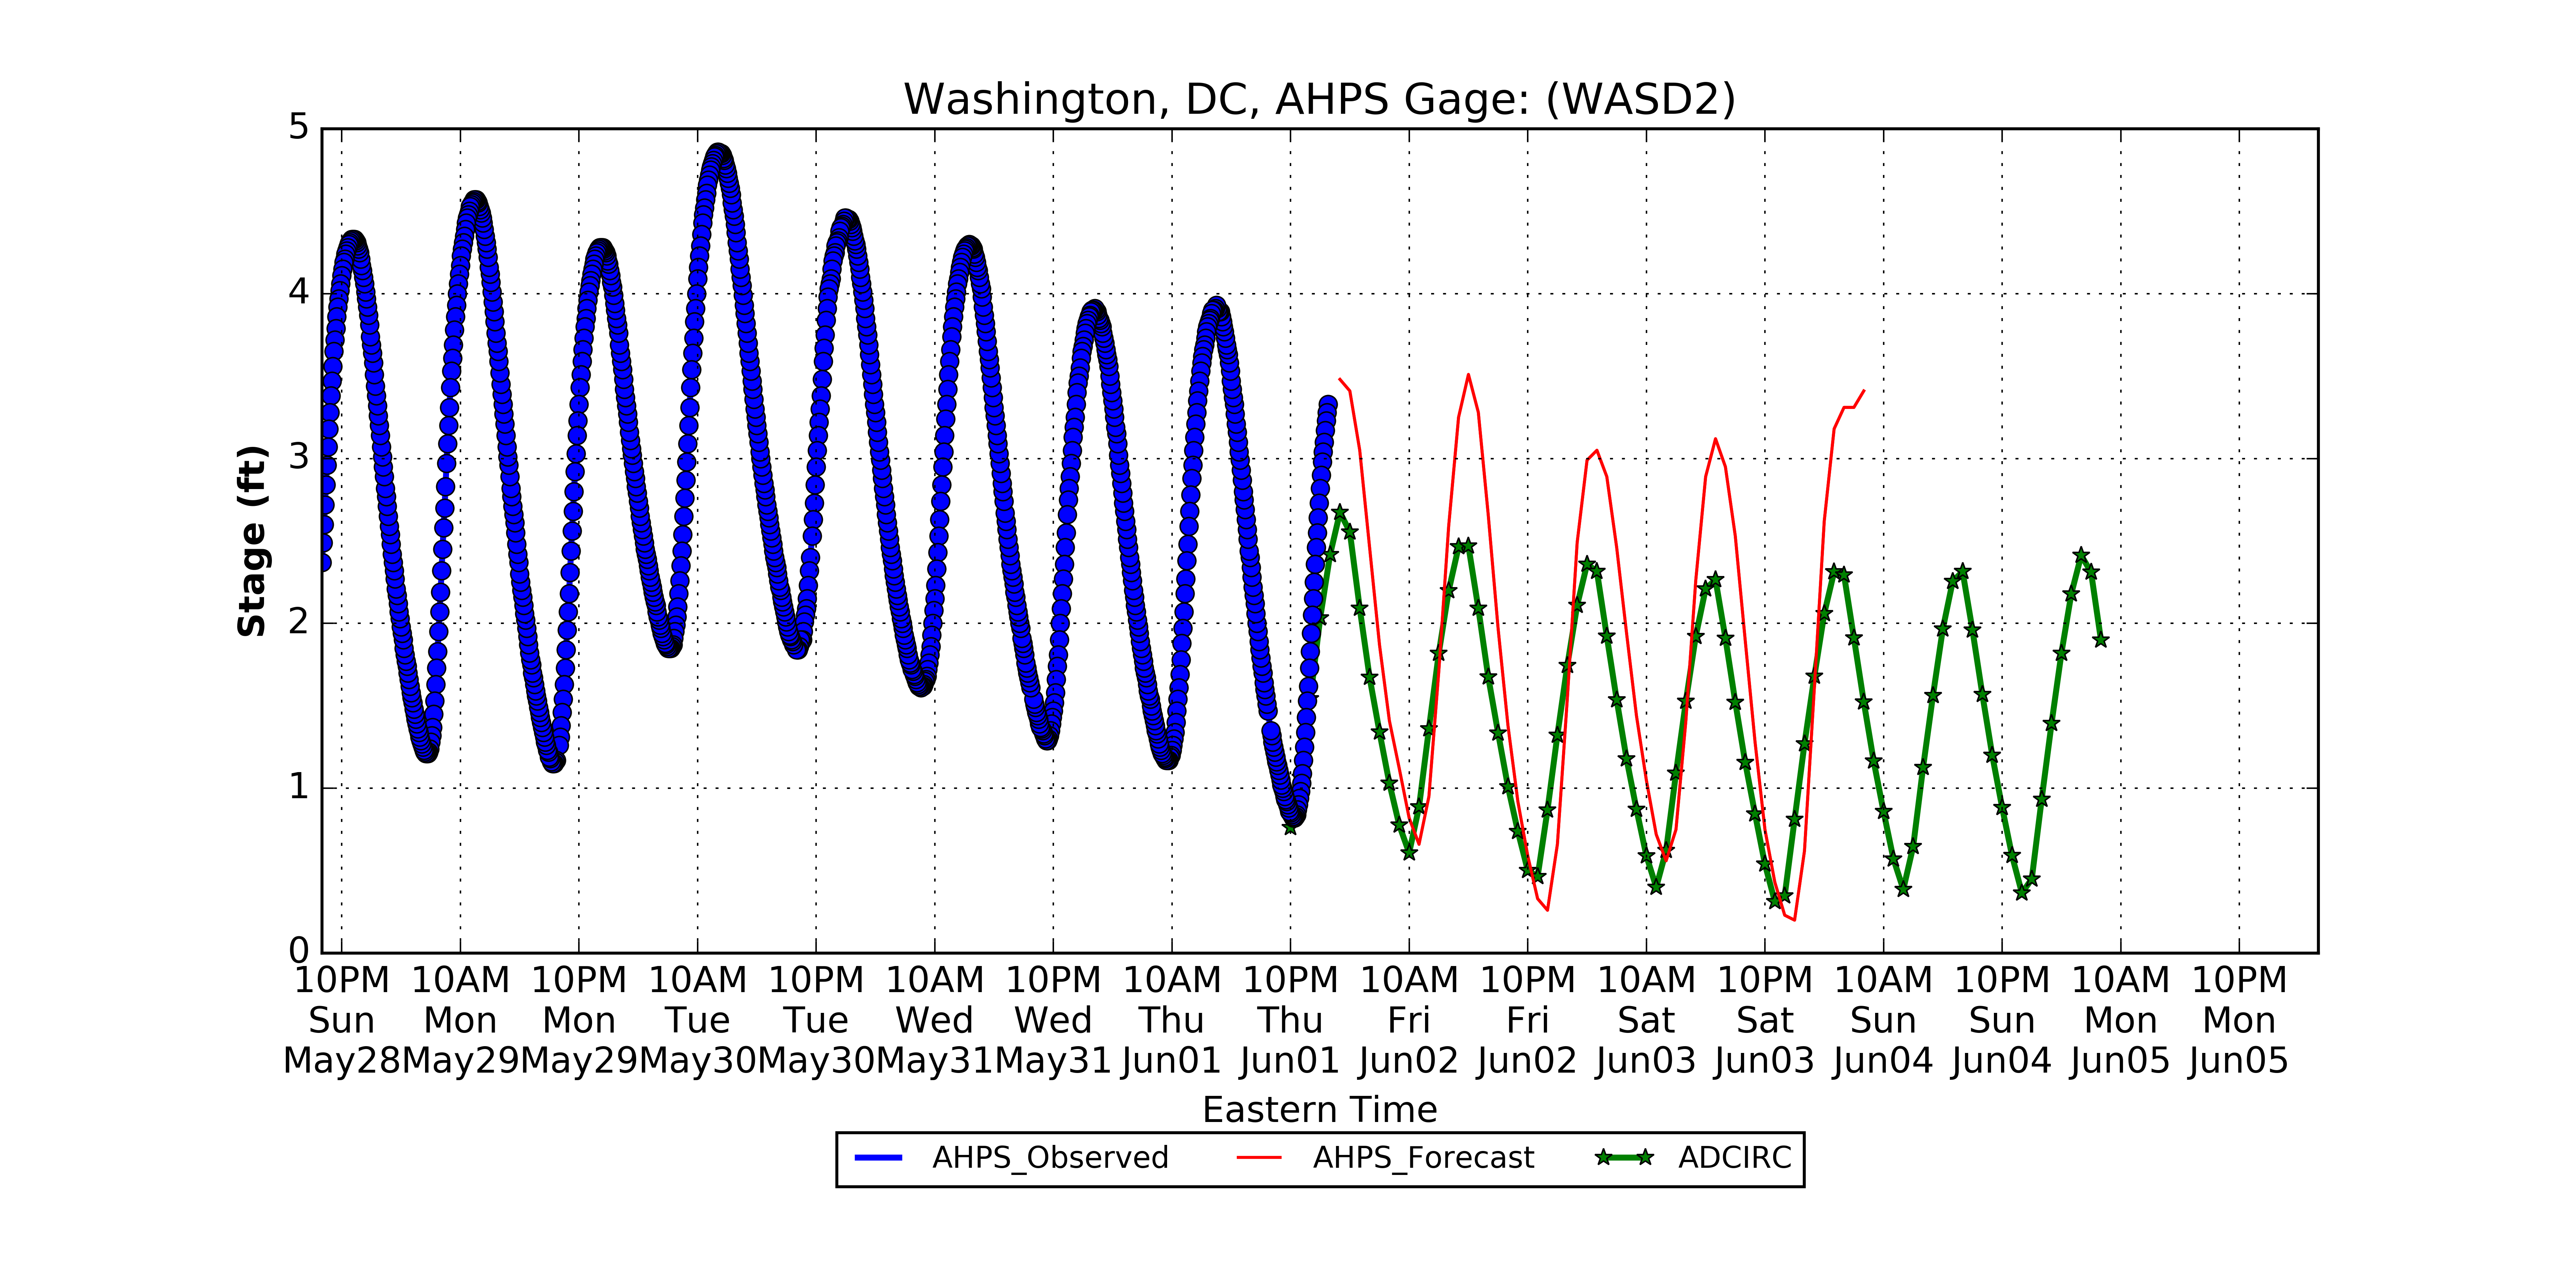 Washington, DC, AHPS Gage: (WASD2)
5
4
3
2
1
0
Stage (ft)
10PM 10AM 10PM 10AM 10PM 10AM 10PM 10AM 10PM 10AM 10PM 10AM 10PM 10AM 10PM 10AM 10PM
Sun Mon Mon Tue Tue Wed Wed Thu Thu Fri Fri Sat Sat Sun Sun Mon Mon
May28 May29 May29 May30 May30 May31 May31 Jun01 Jun01 Jun02 Jun02 Jun03 Jun03 Jun04 Jun04 Jun05 Jun05
Eastern Time
AHPS_Observed AHPS_Forecast ADCIRC